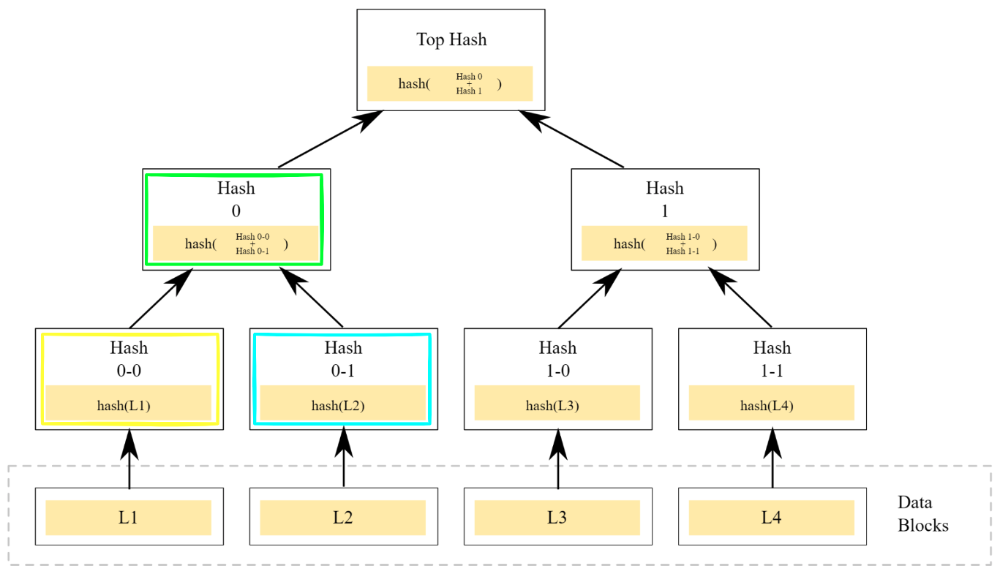 Top Hash
hash( Hash 0 + Hash 1 )
Hash
0
hash( Hash 0-0 + Hash 0-1 )
Hash
1
hash( Hash 1-0 + Hash 1-1 )
Hash
0-0
hash(L1)
Hash
0-1
hash(L2)
Hash
1-0
hash(L3)
Hash
1-1
hash(L4)
L1
L2
L3
L4
Data
Blocks